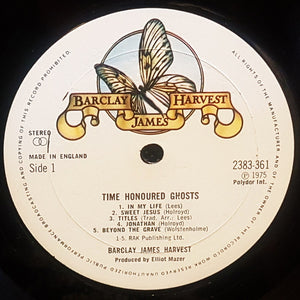 BARCLAY JAMES HARVEST
STEREO
MADE IN ENGLAND
Side 1
2383-361
℗ 1975
Polydor Int.
TIME HONOURED GHOSTS
1. IN MY LIFE (Lees)
2. SWEET JESUS (Holroyd)
3. TITLES (Trad. Arr.: Lees)
4. JONATHAN (Holroyd)
5. BEYOND THE GRAVE (Wolstenholme)
1-5. RAK Publishing Ltd.
BARCLAY JAMES HARVEST
Produced by Elliot Mazer
ALL RIGHTS OF THE MANUFACTURER AND OF THE OWNER OF THE RECORDED WORK RESERVED UNAUTHORIZED PUBLIC PERFORMANCE BROADCASTING AND COPYING OF THIS RECORD PROHIBITED.